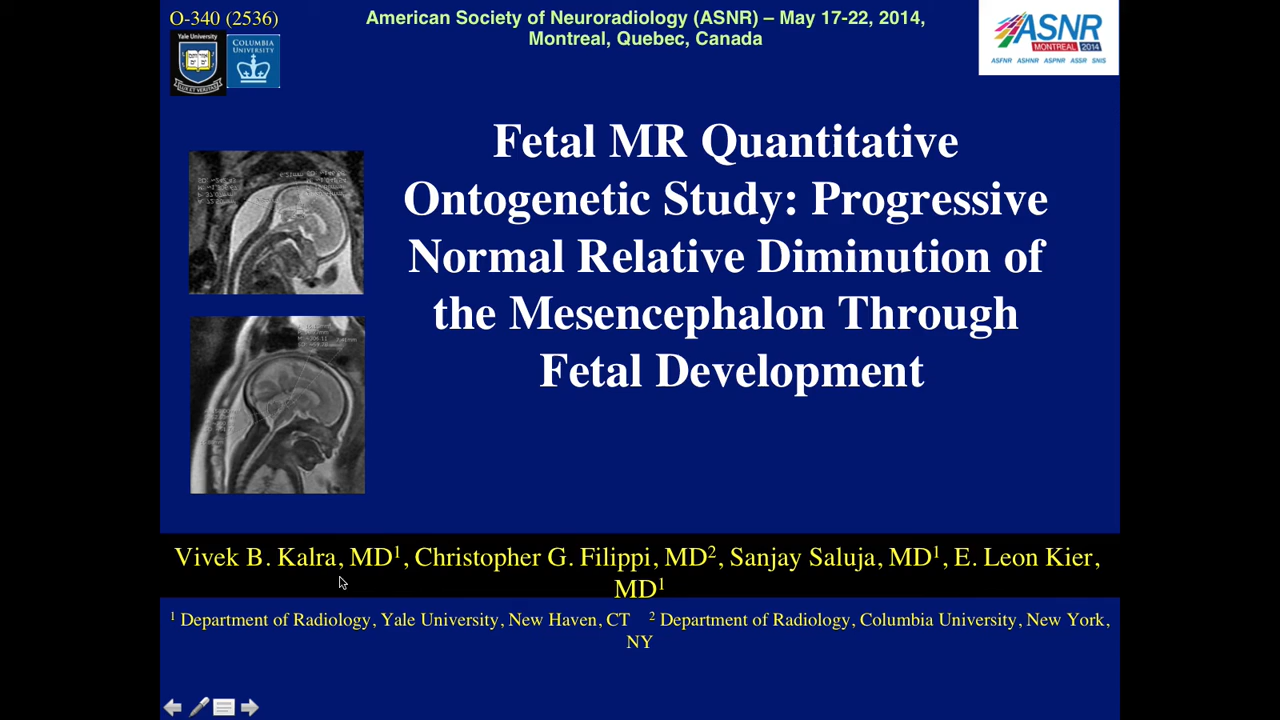 O-340 (2536)
American Society of Neuroradiology (ASNR) – May 17-22, 2014,
Montreal, Quebec, Canada
Yale University
LUX ET VERITAS
COLUMBIA
UNIVERSITY
ASNR
MONTREAL 2014
ASFNR ASHNR ASPNR ASSR SNIS
Fetal MR Quantitative
Ontogenetic Study: Progressive
Normal Relative Diminution of
the Mesencephalon Through
Fetal Development
Vivek B. Kalra, MD¹, Christopher G. Filippi, MD², Sanjay Saluja, MD¹, E. Leon Kier,
MD¹
¹ Department of Radiology, Yale University, New Haven, CT ² Department of Radiology, Columbia University, New York,
NY